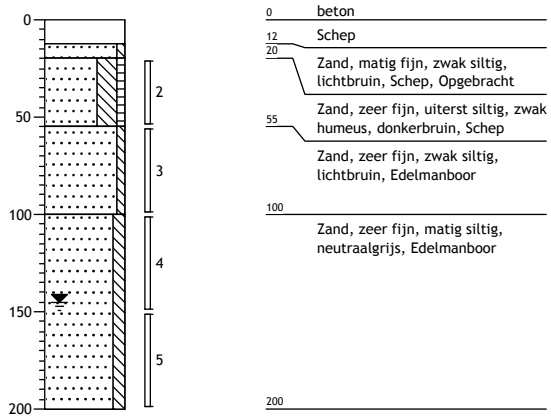 0
50
100
150
200
2
3
4
5
0 beton
12 Schep
20
Zand, matig fijn, zwak siltig,
lichtbruin, Schep, Opgebracht
Zand, zeer fijn, uiterst siltig, zwak
55 humeus, donkerbruin, Schep
Zand, zeer fijn, zwak siltig,
lichtbruin, Edelmanboor
100
Zand, zeer fijn, matig siltig,
neutraalgrijs, Edelmanboor
200